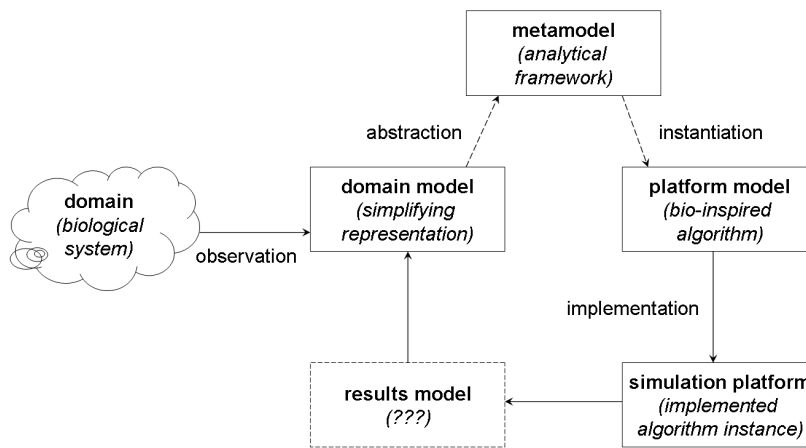 metamodel
(analytical
framework)
abstraction
instantiation
domain
(biological
system)
observation
domain model
(simplifying
representation)
platform model
(bio-inspired
algorithm)
implementation
results model
(???)
simulation platform
(implemented
algorithm instance)